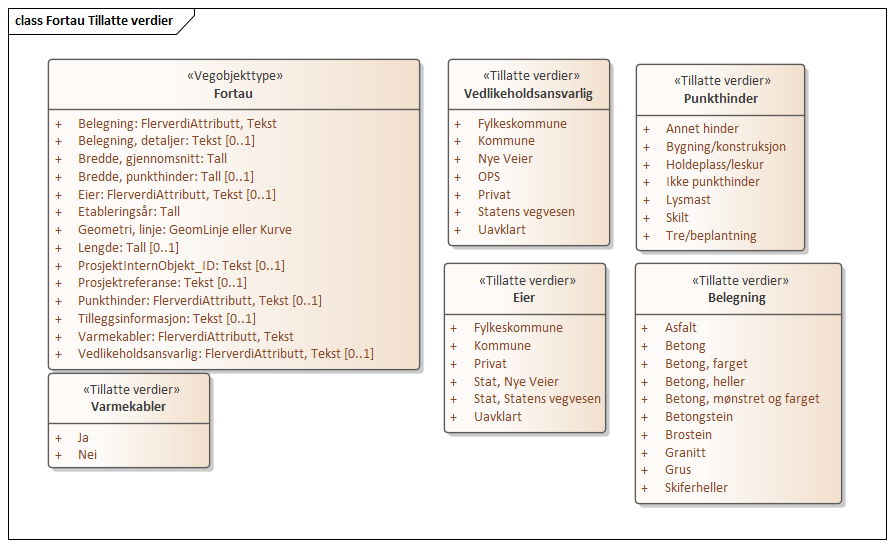 class Fortau Tillatte verdier
«Vegobjekttype»
Fortau
+ Belegning: FlerverdiAttributt, Tekst
+ Belegning, detaljer: Tekst [0..1]
+ Bredde, gjennomsnitt: Tall
+ Bredde, punkthinder: Tall [0..1]
+ Eier: FlerverdiAttributt, Tekst [0..1]
+ Etableringsår: Tall
+ Geometri, linje: GeomLinje eller Kurve
+ Lengde: Tall [0..1]
+ ProsjektInternObjekt_ID: Tekst [0..1]
+ Prosjektreferanse: Tekst [0..1]
+ Punkthinder: FlerverdiAttributt, Tekst [0..1]
+ Tilleggsinformasjon: Tekst [0..1]
+ Varmekabler: FlerverdiAttributt, Tekst
+ Vedlikeholdsansvarlig: FlerverdiAttributt, Tekst [0..1]
«Tillatte verdier»
Varmekabler
+ Ja
+ Nei
«Tillatte verdier»
Vedlikeholdsansvarlig
+ Fylkeskommune
+ Kommune
+ Nye Veier
+ OPS
+ Privat
+ Statens vegvesen
+ Uavklart
«Tillatte verdier»
Eier
+ Fylkeskommune
+ Kommune
+ Privat
+ Stat, Nye Veier
+ Stat, Statens vegvesen
+ Uavklart
«Tillatte verdier»
Punkthinder
+ Annet hinder
+ Bygning/konstruksjon
+ Holdeplass/leskur
+ Ikke punkthinder
+ Lysmast
+ Skilt
+ Tre/beplantning
«Tillatte verdier»
Belegning
+ Asfalt
+ Betong
+ Betong, farget
+ Betong, heller
+ Betong, mønstret og farget
+ Betongstein
+ Brostein
+ Granitt
+ Grus
+ Skiferheller